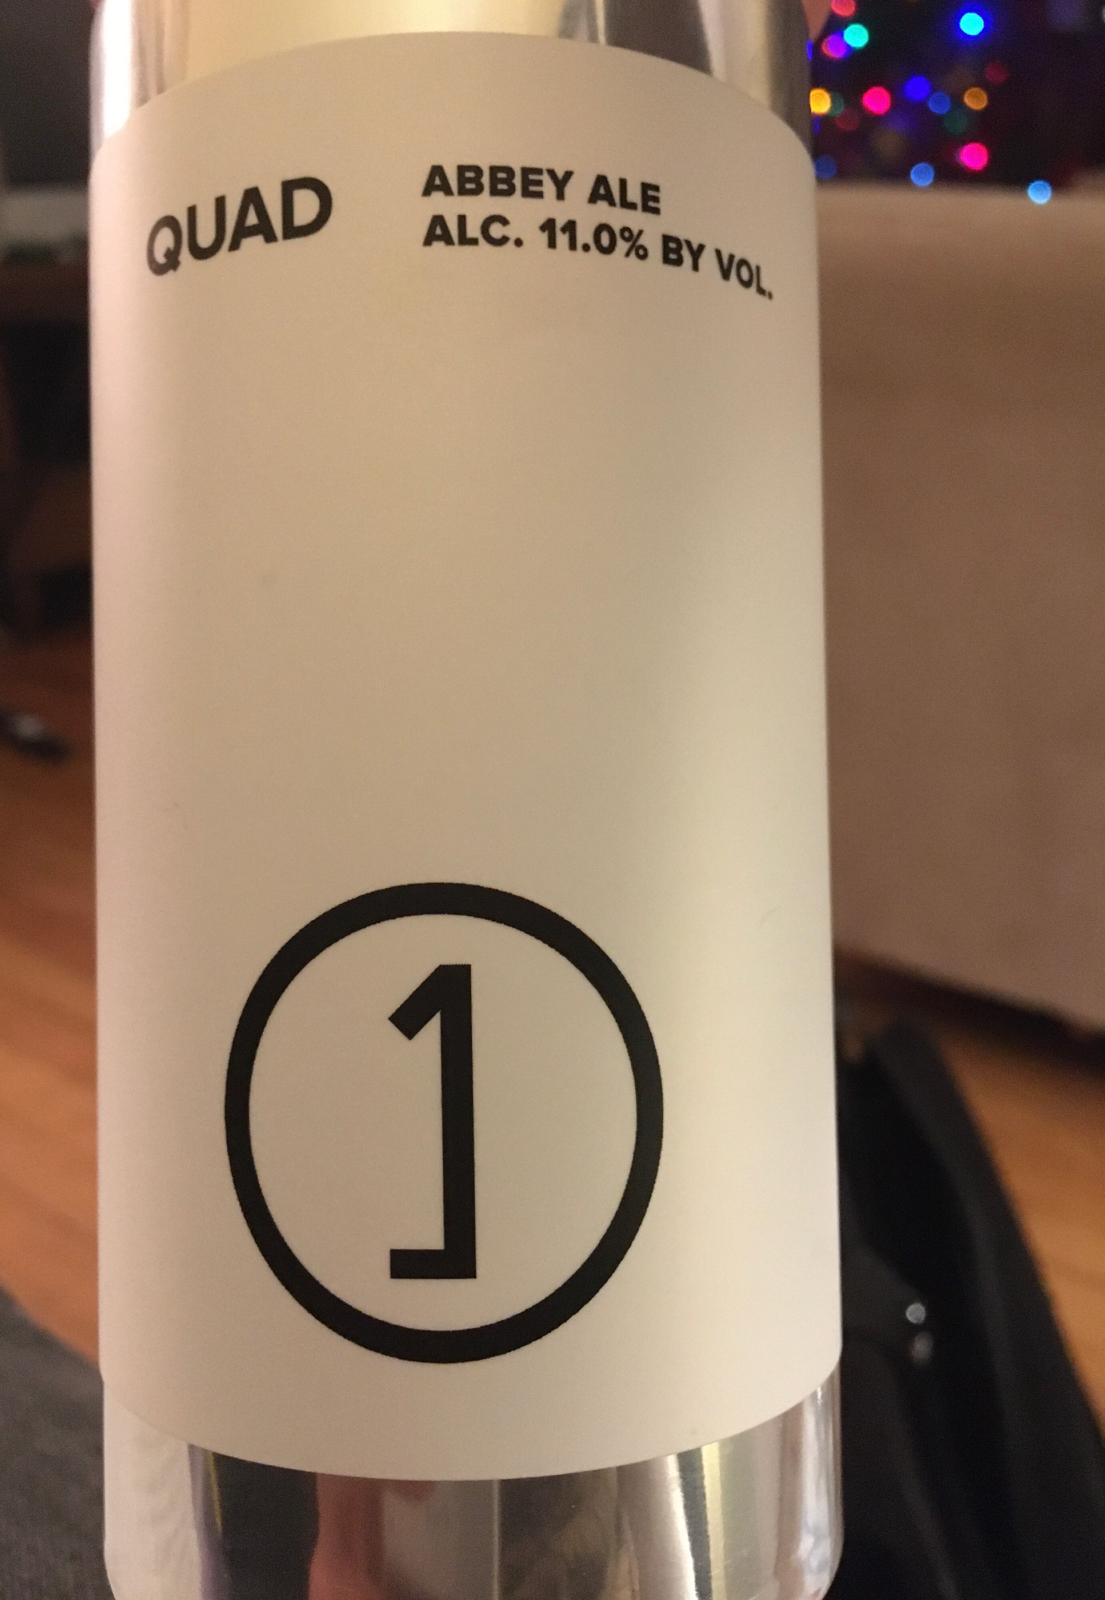 QUAD
ABBEY ALE
ALC. 11.0% BY VOL.
1